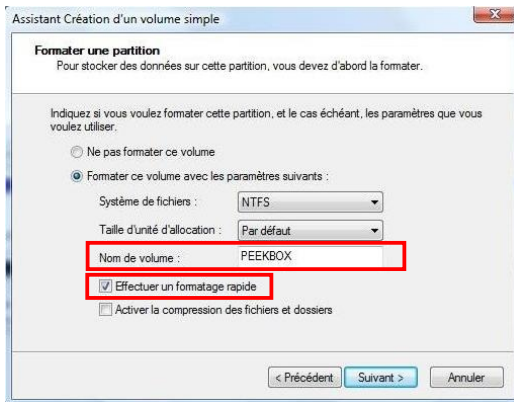 Assistant Création d'un volume simple
Formater une partition
Pour stocker des données sur cette partition, vous devez d'abord la formater.
Indiquez si vous voulez formater cette partition, et le cas échéant, les paramètres que vous
voulez utiliser.
Ne pas formater ce volume
Formater ce volume avec les paramètres suivants :
Système de fichiers : NTFS
Taille d'unité d'allocation : Par défaut
Nom de volume : PEEKBOX
Effectuer un formatage rapide
Activer la compression des fichiers et dossiers
< Précédent Suivant > Annuler